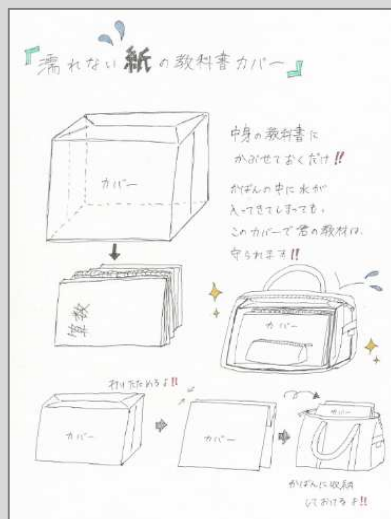 『濡れない紙の教科書カバー』
中身の教科書に
かぶせておくだけ!!
カバー
かばんの中に水が
入ってきてしまっても、
このカバーで君の教科は、
守られます!!
算数
カバー
折りたためるよ!!
カバー
カバー
カバー
かばんに収納
しておけるよ!!